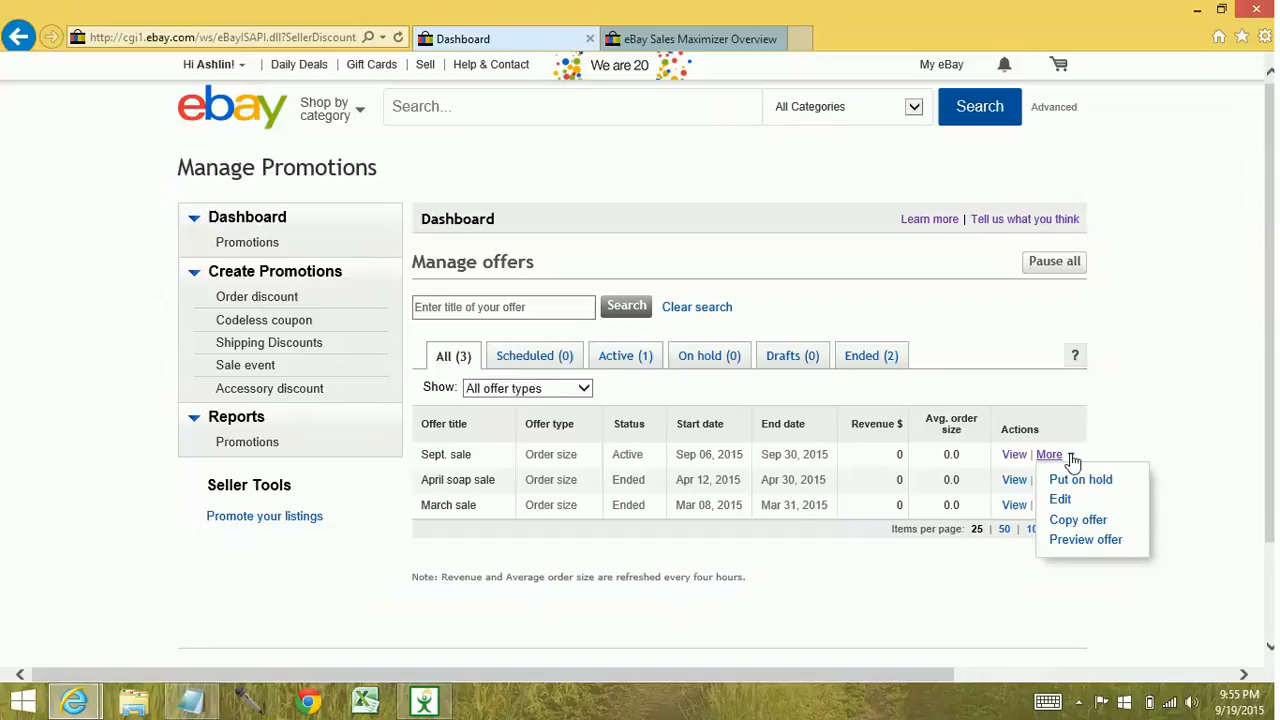 http://cgi1.ebay.com/ws/eBayISAPI.dll?SellerDiscount
Dashboard
eBay Sales Maximizer Overview
Hi Ashlin! | Daily Deals | Gift Cards | Sell | Help & Contact
We are 20
My eBay
ebay
Shop by category
Search...
All Categories
Search
Advanced
Manage Promotions
Dashboard
Promotions
Create Promotions
Order discount
Codeless coupon
Shipping Discounts
Sale event
Accessory discount
Reports
Promotions
Seller Tools
Promote your listings
Dashboard
Learn more | Tell us what you think
Manage offers
Pause all
Enter title of your offer
Search
Clear search
All (3)
Scheduled (0)
Active (1)
On hold (0)
Drafts (0)
Ended (2)
?
Show: All offer types
Offer title Offer type Status Start date End date Revenue $ Avg. order size Actions
Sept. sale Order size Active Sep 06, 2015 Sep 30, 2015 0 0.0 View | More
April soap sale Order size Ended Apr 12, 2015 Apr 30, 2015 0 0.0 View |
March sale Order size Ended Mar 08, 2015 Mar 31, 2015 0 0.0 View |
Put on hold
Edit
Copy offer
Preview offer
Items per page: 25 | 50 | 10
Note: Revenue and Average order size are refreshed every four hours.
9:55 PM
9/19/2015